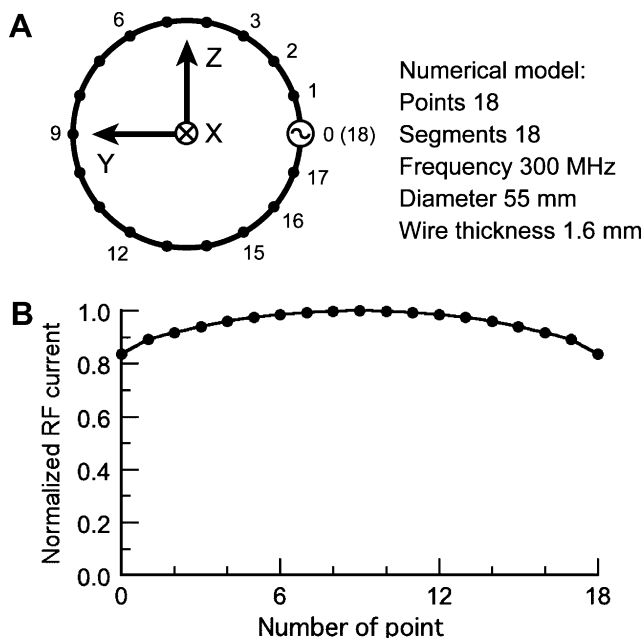 A
6
3
Z
2
Numerical model:
1
Points 18
9
X
0 (18)
Segments 18
Y
Frequency 300 MHz
17
Diameter 55 mm
16
Wire thickness 1.6 mm
12
15
B
1.0
0.8
0.6
0.4
0.2
0.0
Normalized RF current
0
6
12
18
Number of point